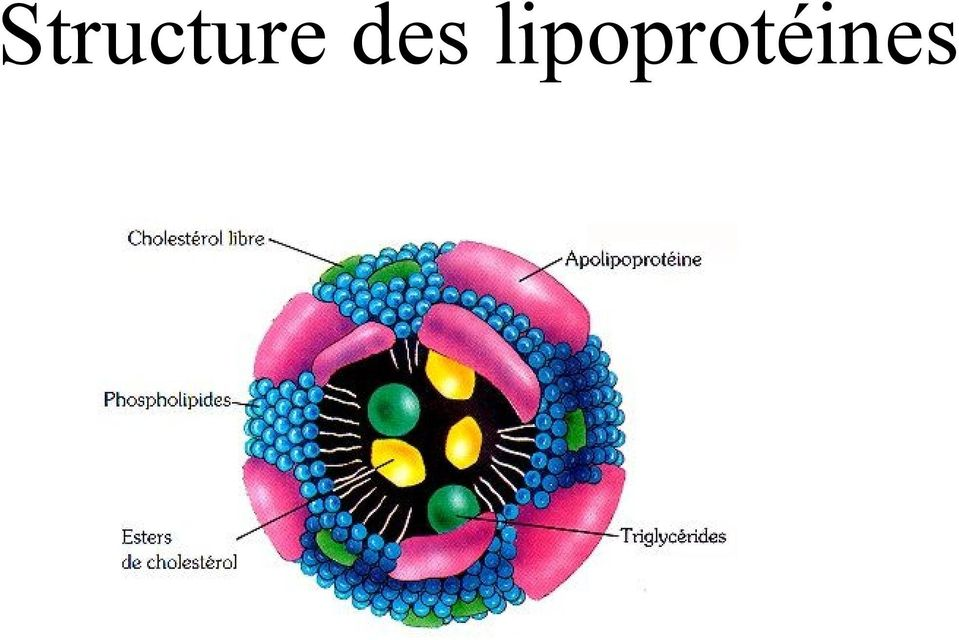 Structure des lipoprotéines
Cholestérol libre
Apolipoprotéine
Phospholipides
Esters
de cholestérol
Triglycérides